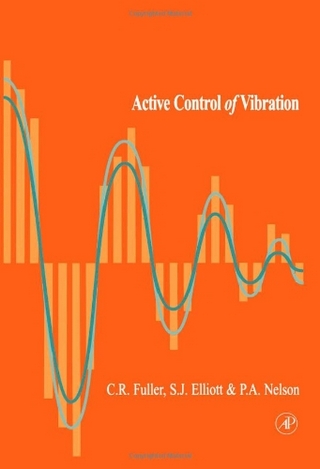 Active Control of Vibration
C.R. Fuller, S.J. Elliott & P.A. Nelson
AP